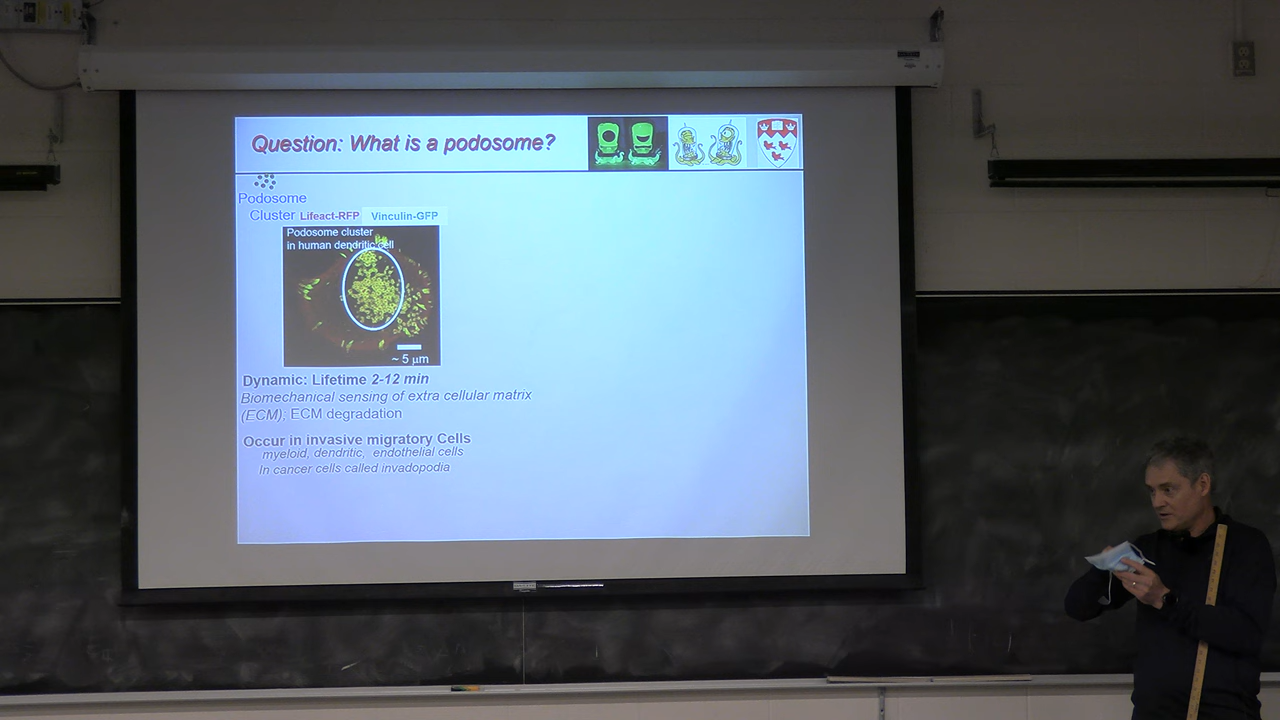 Question: What is a podosome?
Podosome
Cluster Lifeact-RFP Vinculin-GFP
Podosome cluster
in human dendritic cell
~ 5 µm
Dynamic: Lifetime 2-12 min
Biomechanical sensing of extra cellular matrix
(ECM); ECM degradation
Occur in invasive migratory Cells
myeloid, dendritic, endothelial cells
In cancer cells called invadopodia